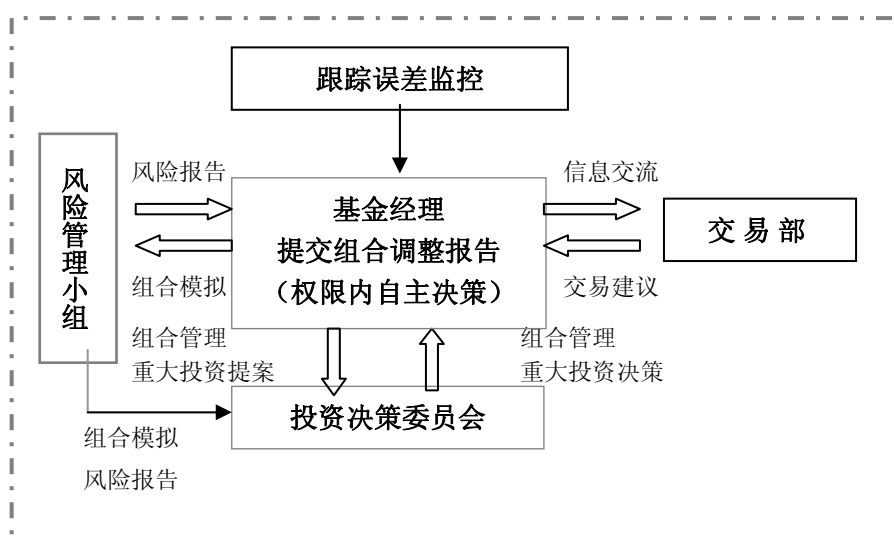 跟踪误差监控
风险管理小组
风险报告
组合模拟
基金经理
提交组合调整报告
（权限内自主决策）
信息交流
交易建议
交 易 部
组合管理
重大投资提案
组合管理
重大投资决策
投资决策委员会
组合模拟
风险报告